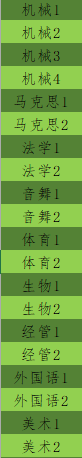 机械1
机械2
机械3
机械4
马克思1
马克思2
法学1
法学2
音舞1
音舞2
体育1
体育2
生物1
生物2
经管1
经管2
外国语1
外国语2
美术1
美术2